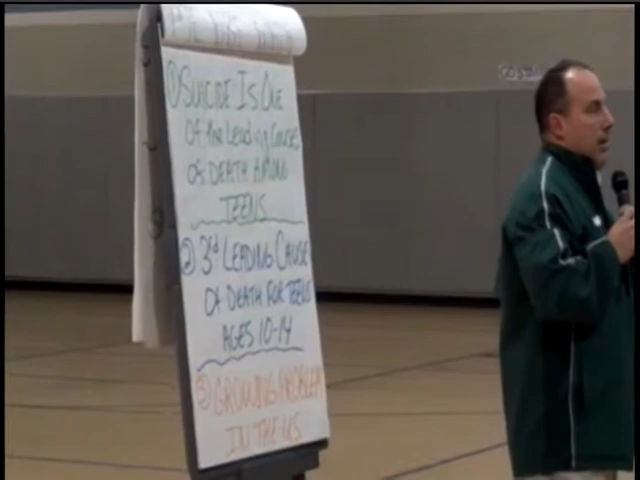 ① SUICIDE IS ONE
Of the Leading Causes
Of DEATH AMONG
TEENS
② 3rd LEADING CAUSE
Of DEATH FOR TEENS
AGES 10-14
③ GROWING PROBLEM
IN THE US